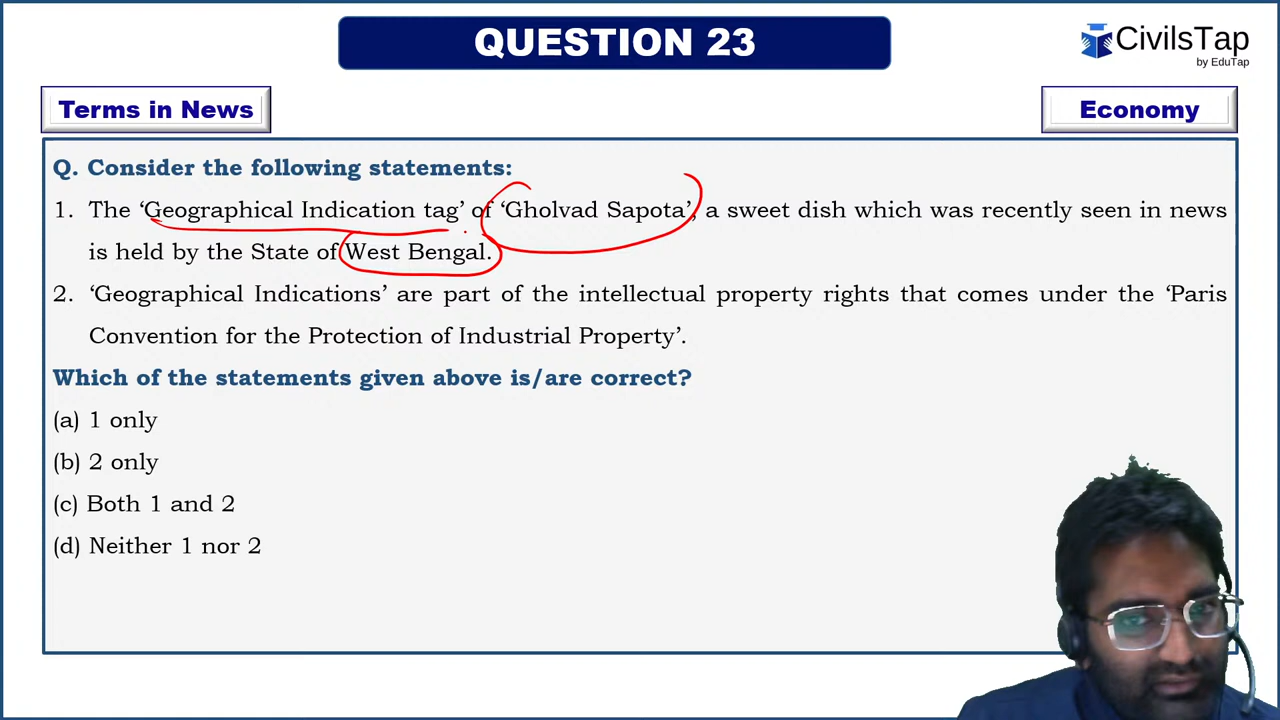 QUESTION 23
CivilsTap
by EduTap
Terms in News
Economy
Q. Consider the following statements:
1. The ‘Geographical Indication tag’ of ‘Gholvad Sapota’, a sweet dish which was recently seen in news
is held by the State of West Bengal.
2. ‘Geographical Indications’ are part of the intellectual property rights that comes under the ‘Paris
Convention for the Protection of Industrial Property’.
Which of the statements given above is/are correct?
(a) 1 only
(b) 2 only
(c) Both 1 and 2
(d) Neither 1 nor 2